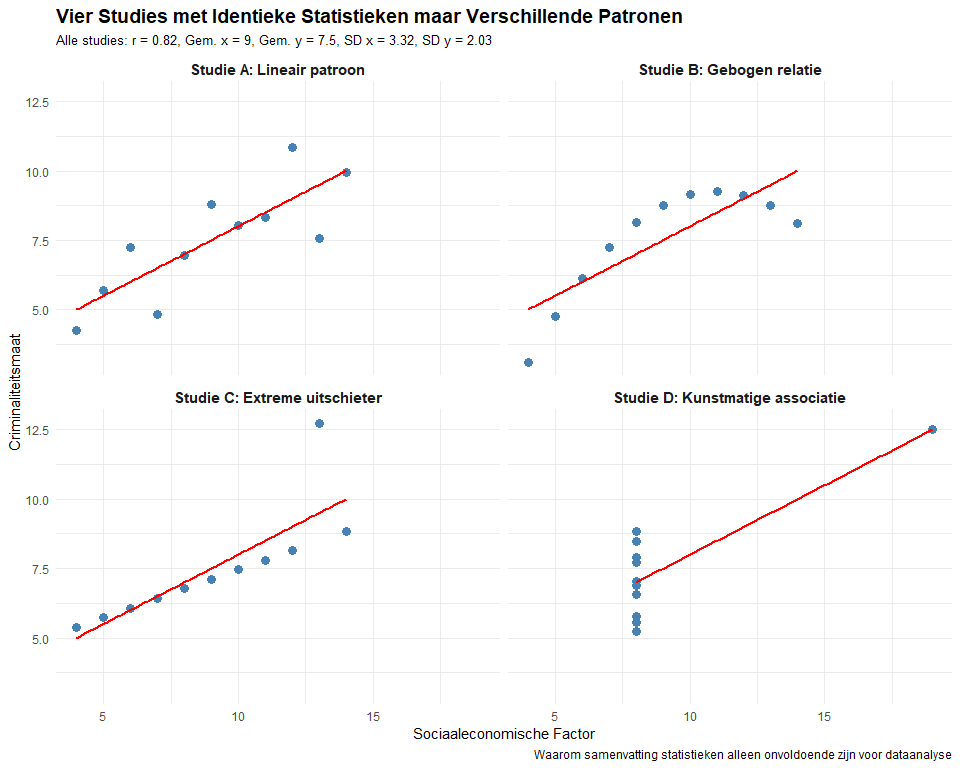 Vier Studies met Identieke Statistieken maar Verschillende Patronen
Alle studies: r = 0.82, Gem. x = 9, Gem. y = 7.5, SD x = 3.32, SD y = 2.03
Studie A: Lineair patroon
Studie B: Gebogen relatie
12.5
10.0
7.5
5.0
Studie C: Extreme uitschieter
Studie D: Kunstmatige associatie
12.5
10.0
7.5
5.0
Criminaliteitsmaat
5 10 15 5 10 15
Sociaaleconomische Factor
Waarom samenvatting statistieken alleen onvoldoende zijn voor dataanalyse